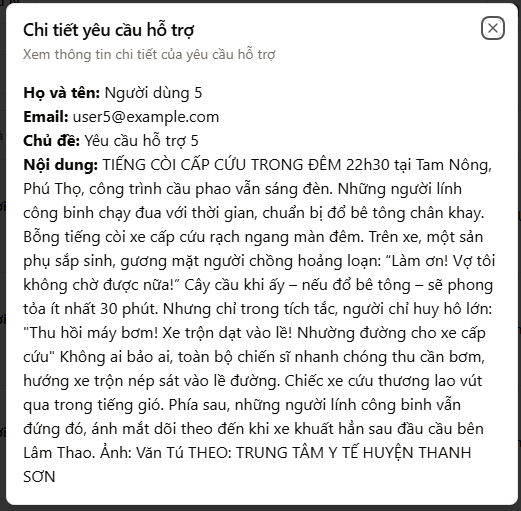 Chi tiết yêu cầu hỗ trợ
Xem thông tin chi tiết của yêu cầu hỗ trợ
Họ và tên: Người dùng 5
Email: user5@example.com
Chủ đề: Yêu cầu hỗ trợ 5
Nội dung: TIẾNG CÒI CẤP CỨU TRONG ĐÊM 22h30 tại Tam Nông,
Phú Thọ, công trình cầu phao vẫn sáng đèn. Những người lính
công binh chạy đua với thời gian, chuẩn bị đổ bê tông chân khay.
Bỗng tiếng còi xe cấp cứu rạch ngang màn đêm. Trên xe, một sản
phụ sắp sinh, gương mặt người chồng hoảng loạn: “Làm ơn! Vợ tôi
không chờ được nữa!” Cây cầu khi ấy – nếu đổ bê tông – sẽ phong
tỏa ít nhất 30 phút. Nhưng chỉ trong tích tắc, người chỉ huy hô lớn:
"Thu hồi máy bơm! Xe trộn dạt vào lề! Nhường đường cho xe cấp
cứu" Không ai bảo ai, toàn bộ chiến sĩ nhanh chóng thu cần bơm,
hướng xe trộn nép sát vào lề đường. Chiếc xe cứu thương lao vút
qua trong tiếng gió. Phía sau, những người lính công binh vẫn
đứng đó, ánh mắt dõi theo đến khi xe khuất hẳn sau đầu cầu bên
Lâm Thao. Ảnh: Văn Tú THEO: TRUNG TÂM Y TẾ HUYỆN THANH
SƠN